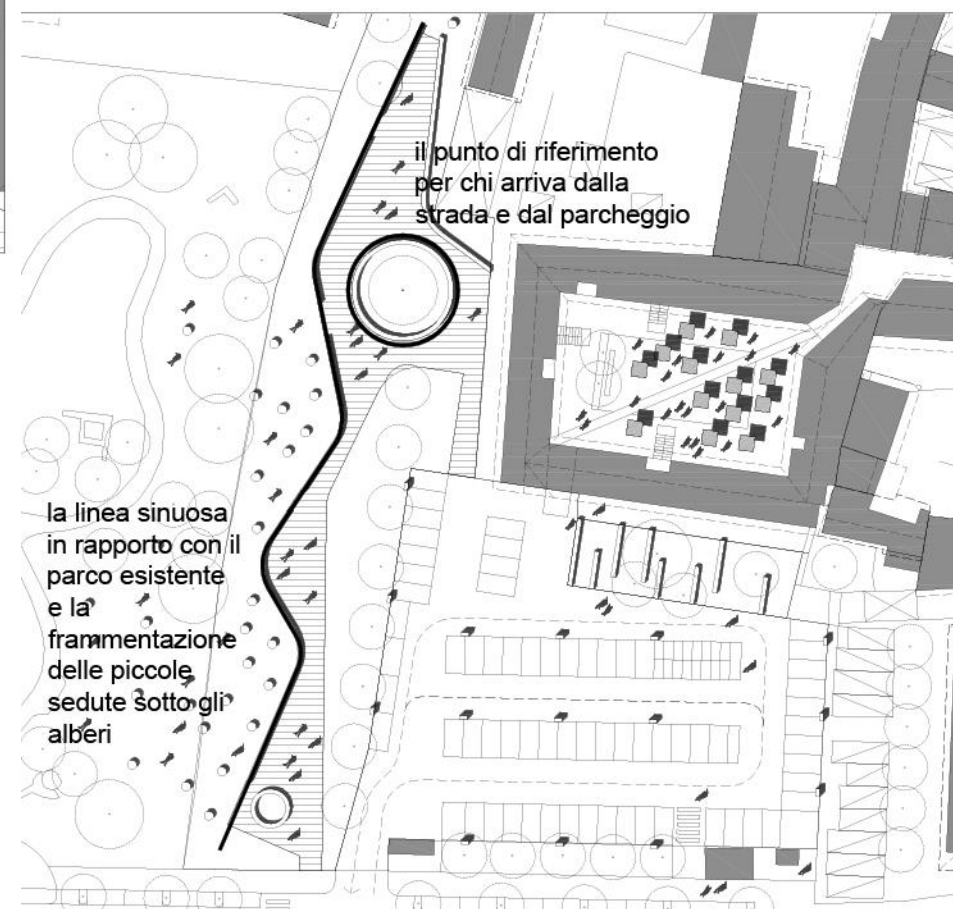 il punto di riferimento
per chi arriva dalla
strada e dal parcheggio
la linea sinuosa
in rapporto con il
parco esistente
e la
frammentazione
delle piccole
sedute sotto gli
alberi